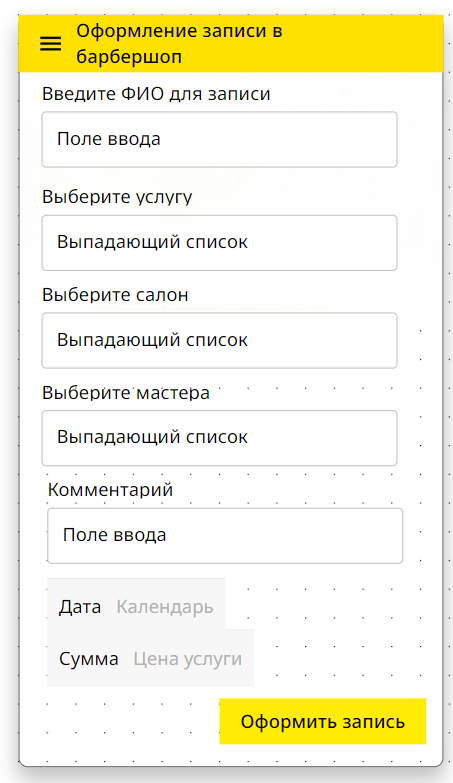 Оформление записи в
барбершоп
Введите ФИО для записи
Поле ввода
Выберите услугу
Выпадающий список
Выберите салон
Выпадающий список
Выберите мастера
Выпадающий список
Комментарий
Поле ввода
Дата Календарь
Сумма Цена услуги
Оформить запись